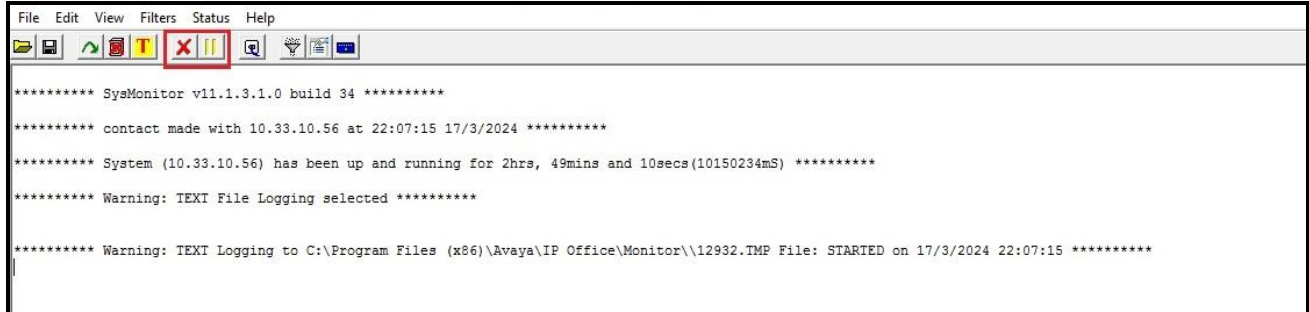 File Edit View Filters Status Help
T
********** SysMonitor v11.1.3.1.0 build 34 **********
********** contact made with 10.33.10.56 at 22:07:15 17/3/2024 **********
********** System (10.33.10.56) has been up and running for 2hrs, 49mins and 10secs(10150234mS) **********
********** Warning: TEXT File Logging selected **********
********** Warning: TEXT Logging to C:\Program Files (x86)\Avaya\IP Office\Monitor\\12932.TMP File: STARTED on 17/3/2024 22:07:15 **********